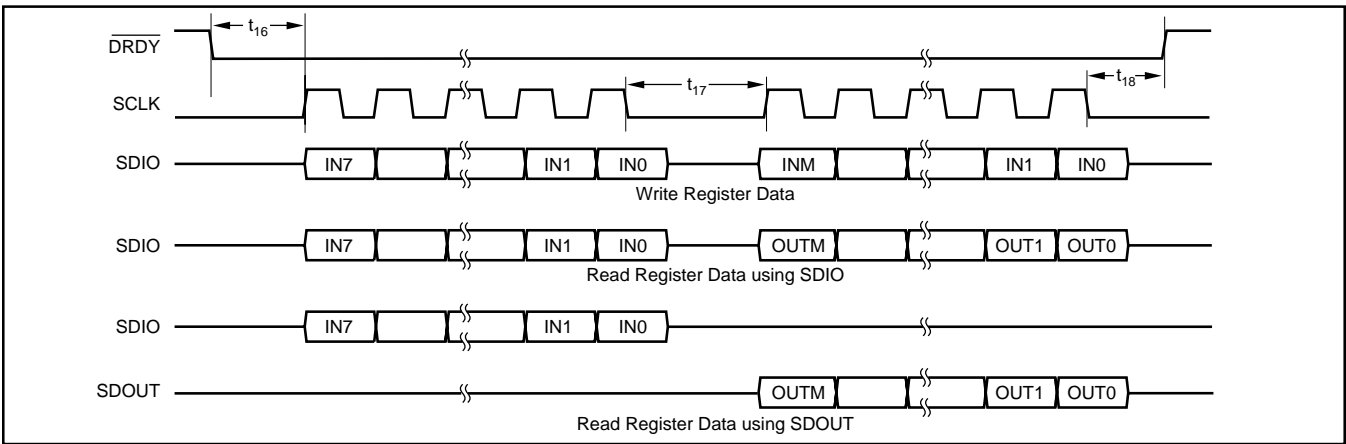 t16
DRDY
SCLK t17 t18
SDIO IN7 IN1 IN0 INM IN1 IN0
Write Register Data
SDIO IN7 IN1 IN0 OUTM OUT1 OUT0
Read Register Data using SDIO
SDIO IN7 IN1 IN0
SDOUT OUTM OUT1 OUT0
Read Register Data using SDOUT